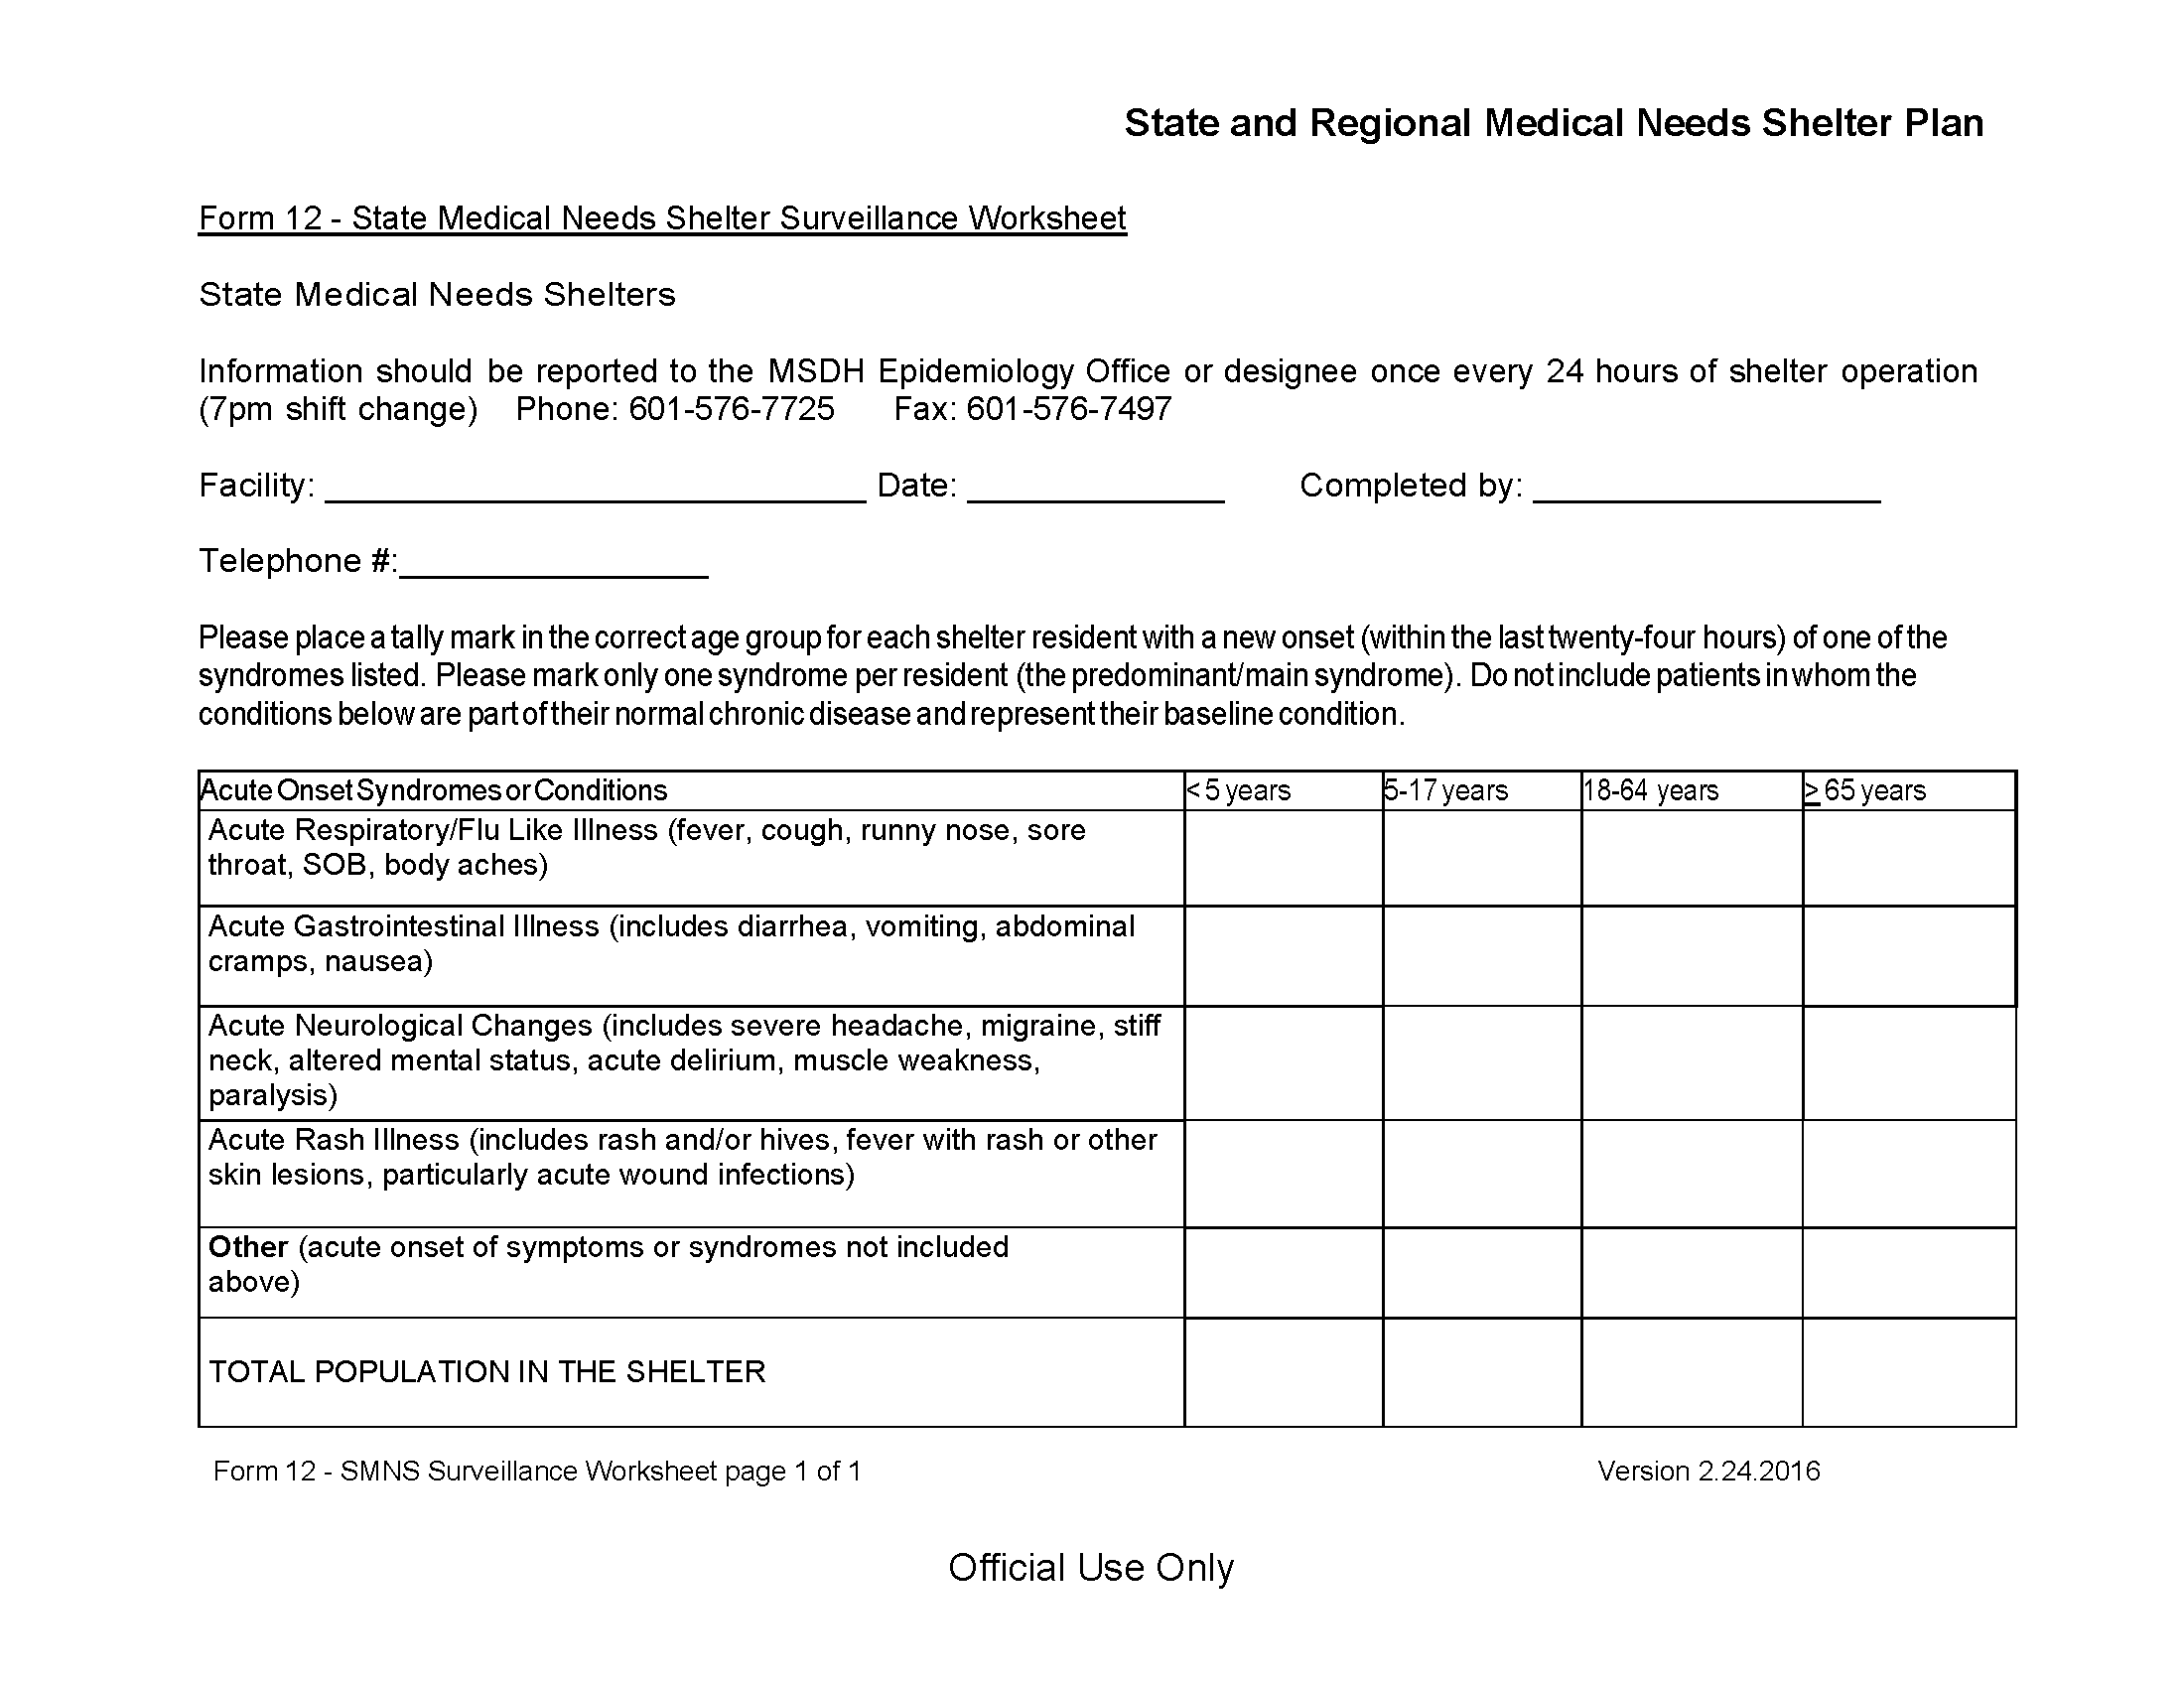 State and Regional Medical Needs Shelter Plan
Form 12 - State Medical Needs Shelter Surveillance Worksheet
State Medical Needs Shelters
Information should be reported to the MSDH Epidemiology Office or designee once every 24 hours of shelter operation
(7pm shift change) Phone: 601-576-7725 Fax: 601-576-7497
Facility: ____________________________ Date: _____________ Completed by: __________________
Telephone #:________________
Please place a tally mark in the correct age group for each shelter resident with a new onset (within the last twenty-four hours) of one of the
syndromes listed. Please mark only one syndrome per resident (the predominant/main syndrome). Do not include patients in whom the
conditions below are part of their normal chronic disease and represent their baseline condition.
Acute Onset Syndromes or Conditions < 5 years 5-17 years 18-64 years ≥ 65 years
Acute Respiratory/Flu Like Illness (fever, cough, runny nose, sore
throat, SOB, body aches)
Acute Gastrointestinal Illness (includes diarrhea, vomiting, abdominal
cramps, nausea)
Acute Neurological Changes (includes severe headache, migraine, stiff
neck, altered mental status, acute delirium, muscle weakness,
paralysis)
Acute Rash Illness (includes rash and/or hives, fever with rash or other
skin lesions, particularly acute wound infections)
Other (acute onset of symptoms or syndromes not included
above)
TOTAL POPULATION IN THE SHELTER
Form 12 - SMNS Surveillance Worksheet page 1 of 1 Version 2.24.2016
Official Use Only